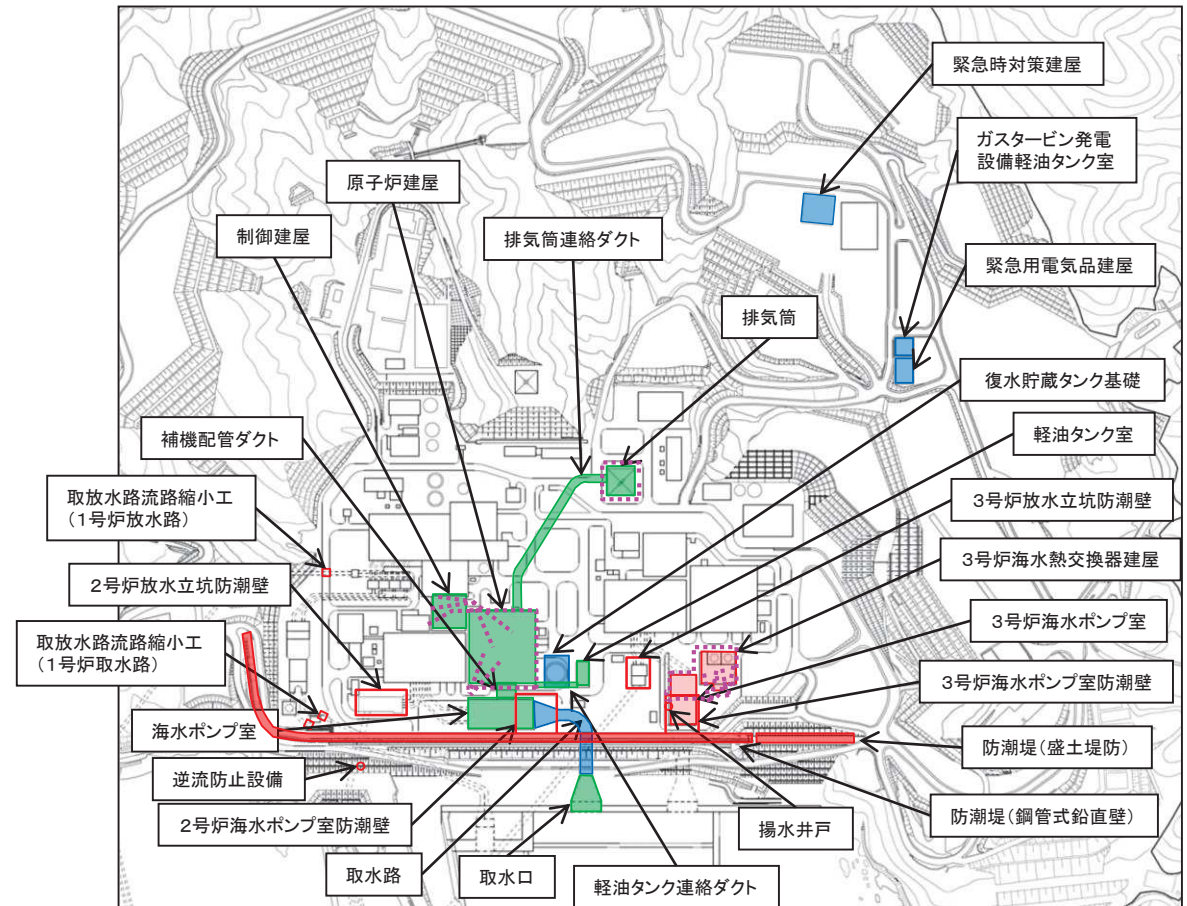 緊急時対策建屋
ガスタービン発電
設備軽油タンク室
原子炉建屋
制御建屋
排気筒連絡ダクト
緊急用電気品建屋
排気筒
復水貯蔵タンク基礎
補機配管ダクト
軽油タンク室
取放水路流路縮小工
(1号炉放水路)
3号炉放水立坑防潮壁
3号炉海水熱交換器建屋
2号炉放水立坑防潮壁
3号炉海水ポンプ室
取放水路流路縮小工
(1号炉取水路)
3号炉海水ポンプ室防潮壁
海水ポンプ室
防潮堤(盛土堤防)
逆流防止設備
2号炉海水ポンプ室防潮壁
揚水井戸
防潮堤(鋼管式鉛直壁)
取水路
取水口
軽油タンク連絡ダクト